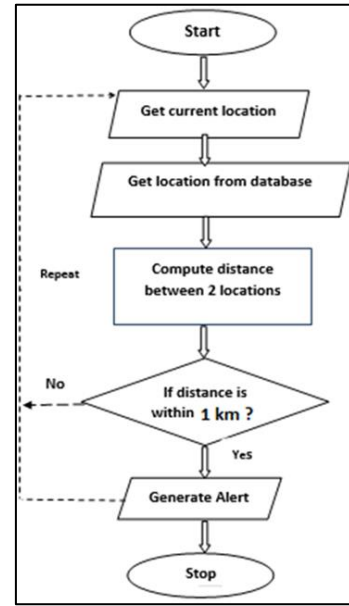 Start
Get current location
Get location from database
Compute distance
between 2 locations
Repeat
No
If distance is
within 1 km ?
Yes
Generate Alert
Stop